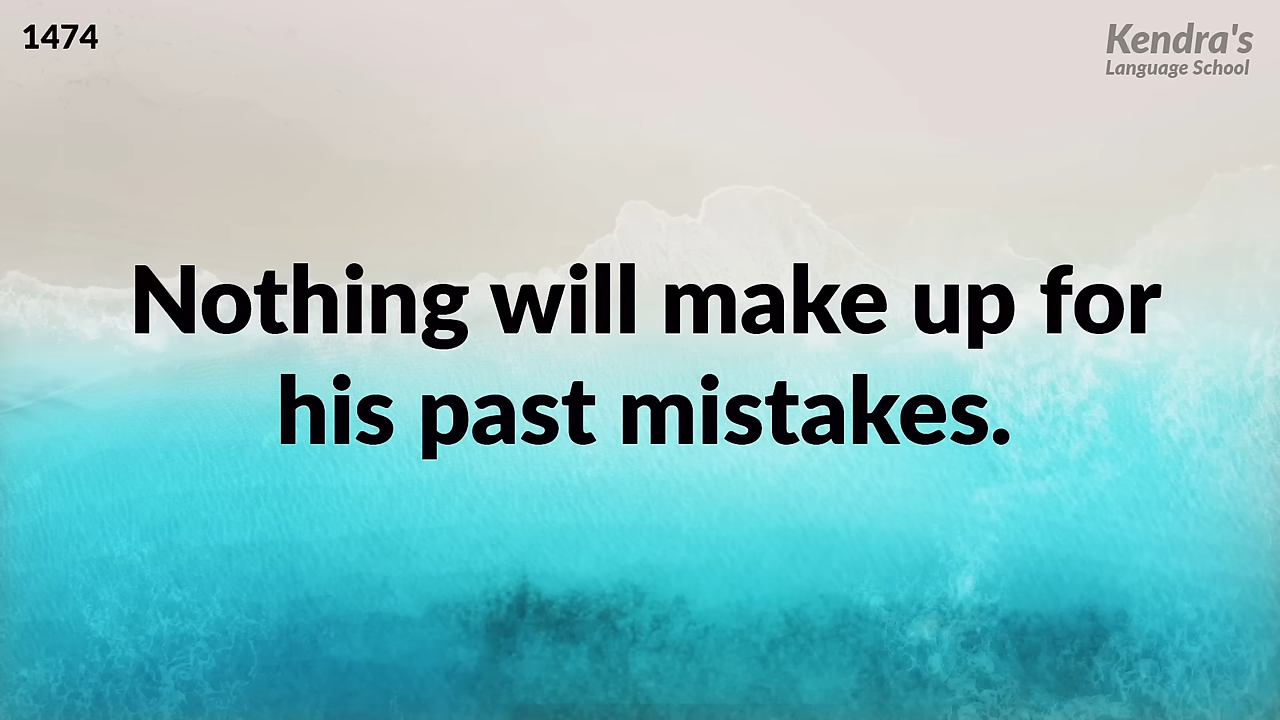 1474
Kendra's
Language School
Nothing will make up for
his past mistakes.